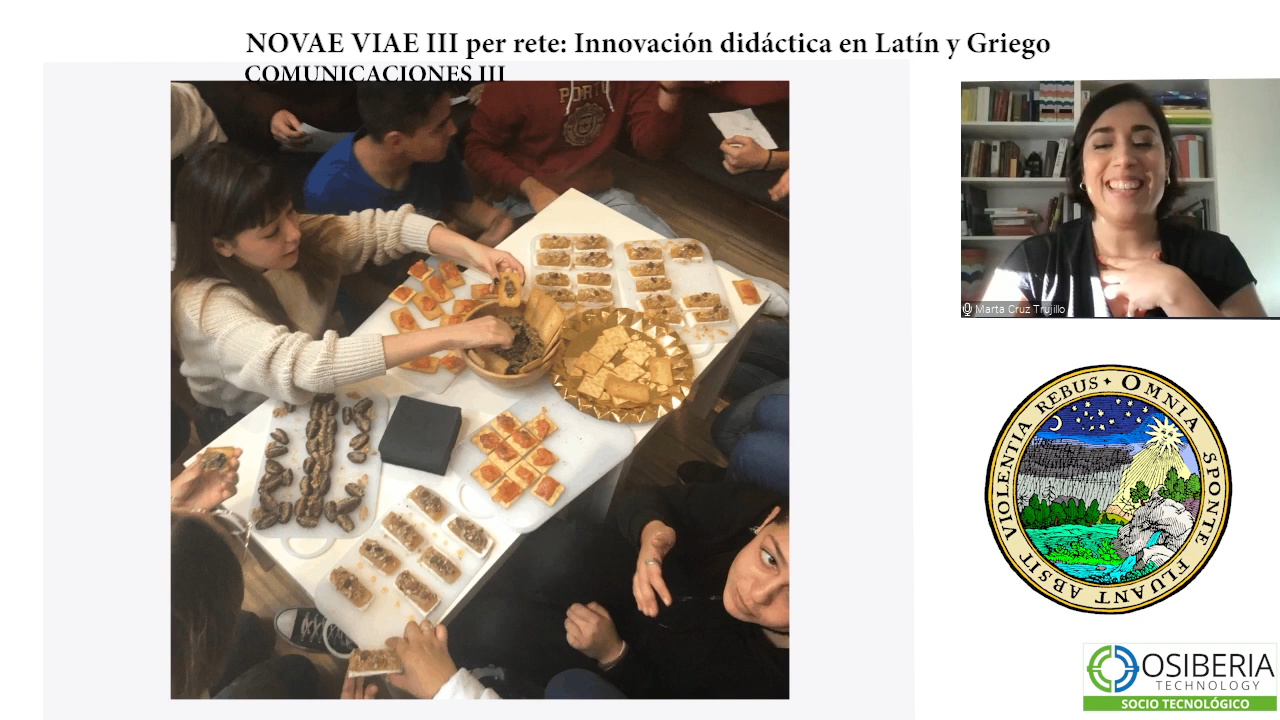 NOVAE VIAE III per rete: Innovación didáctica en Latín y Griego
COMUNICACIONES III
PORTU
Marta Cruz Trujillo
OMNIA SPONTE FLUANT ABSIT VIOLENTIA REBUS
OSIBERIA
TECHNOLOGY
SOCIO TECNOLÓGICO